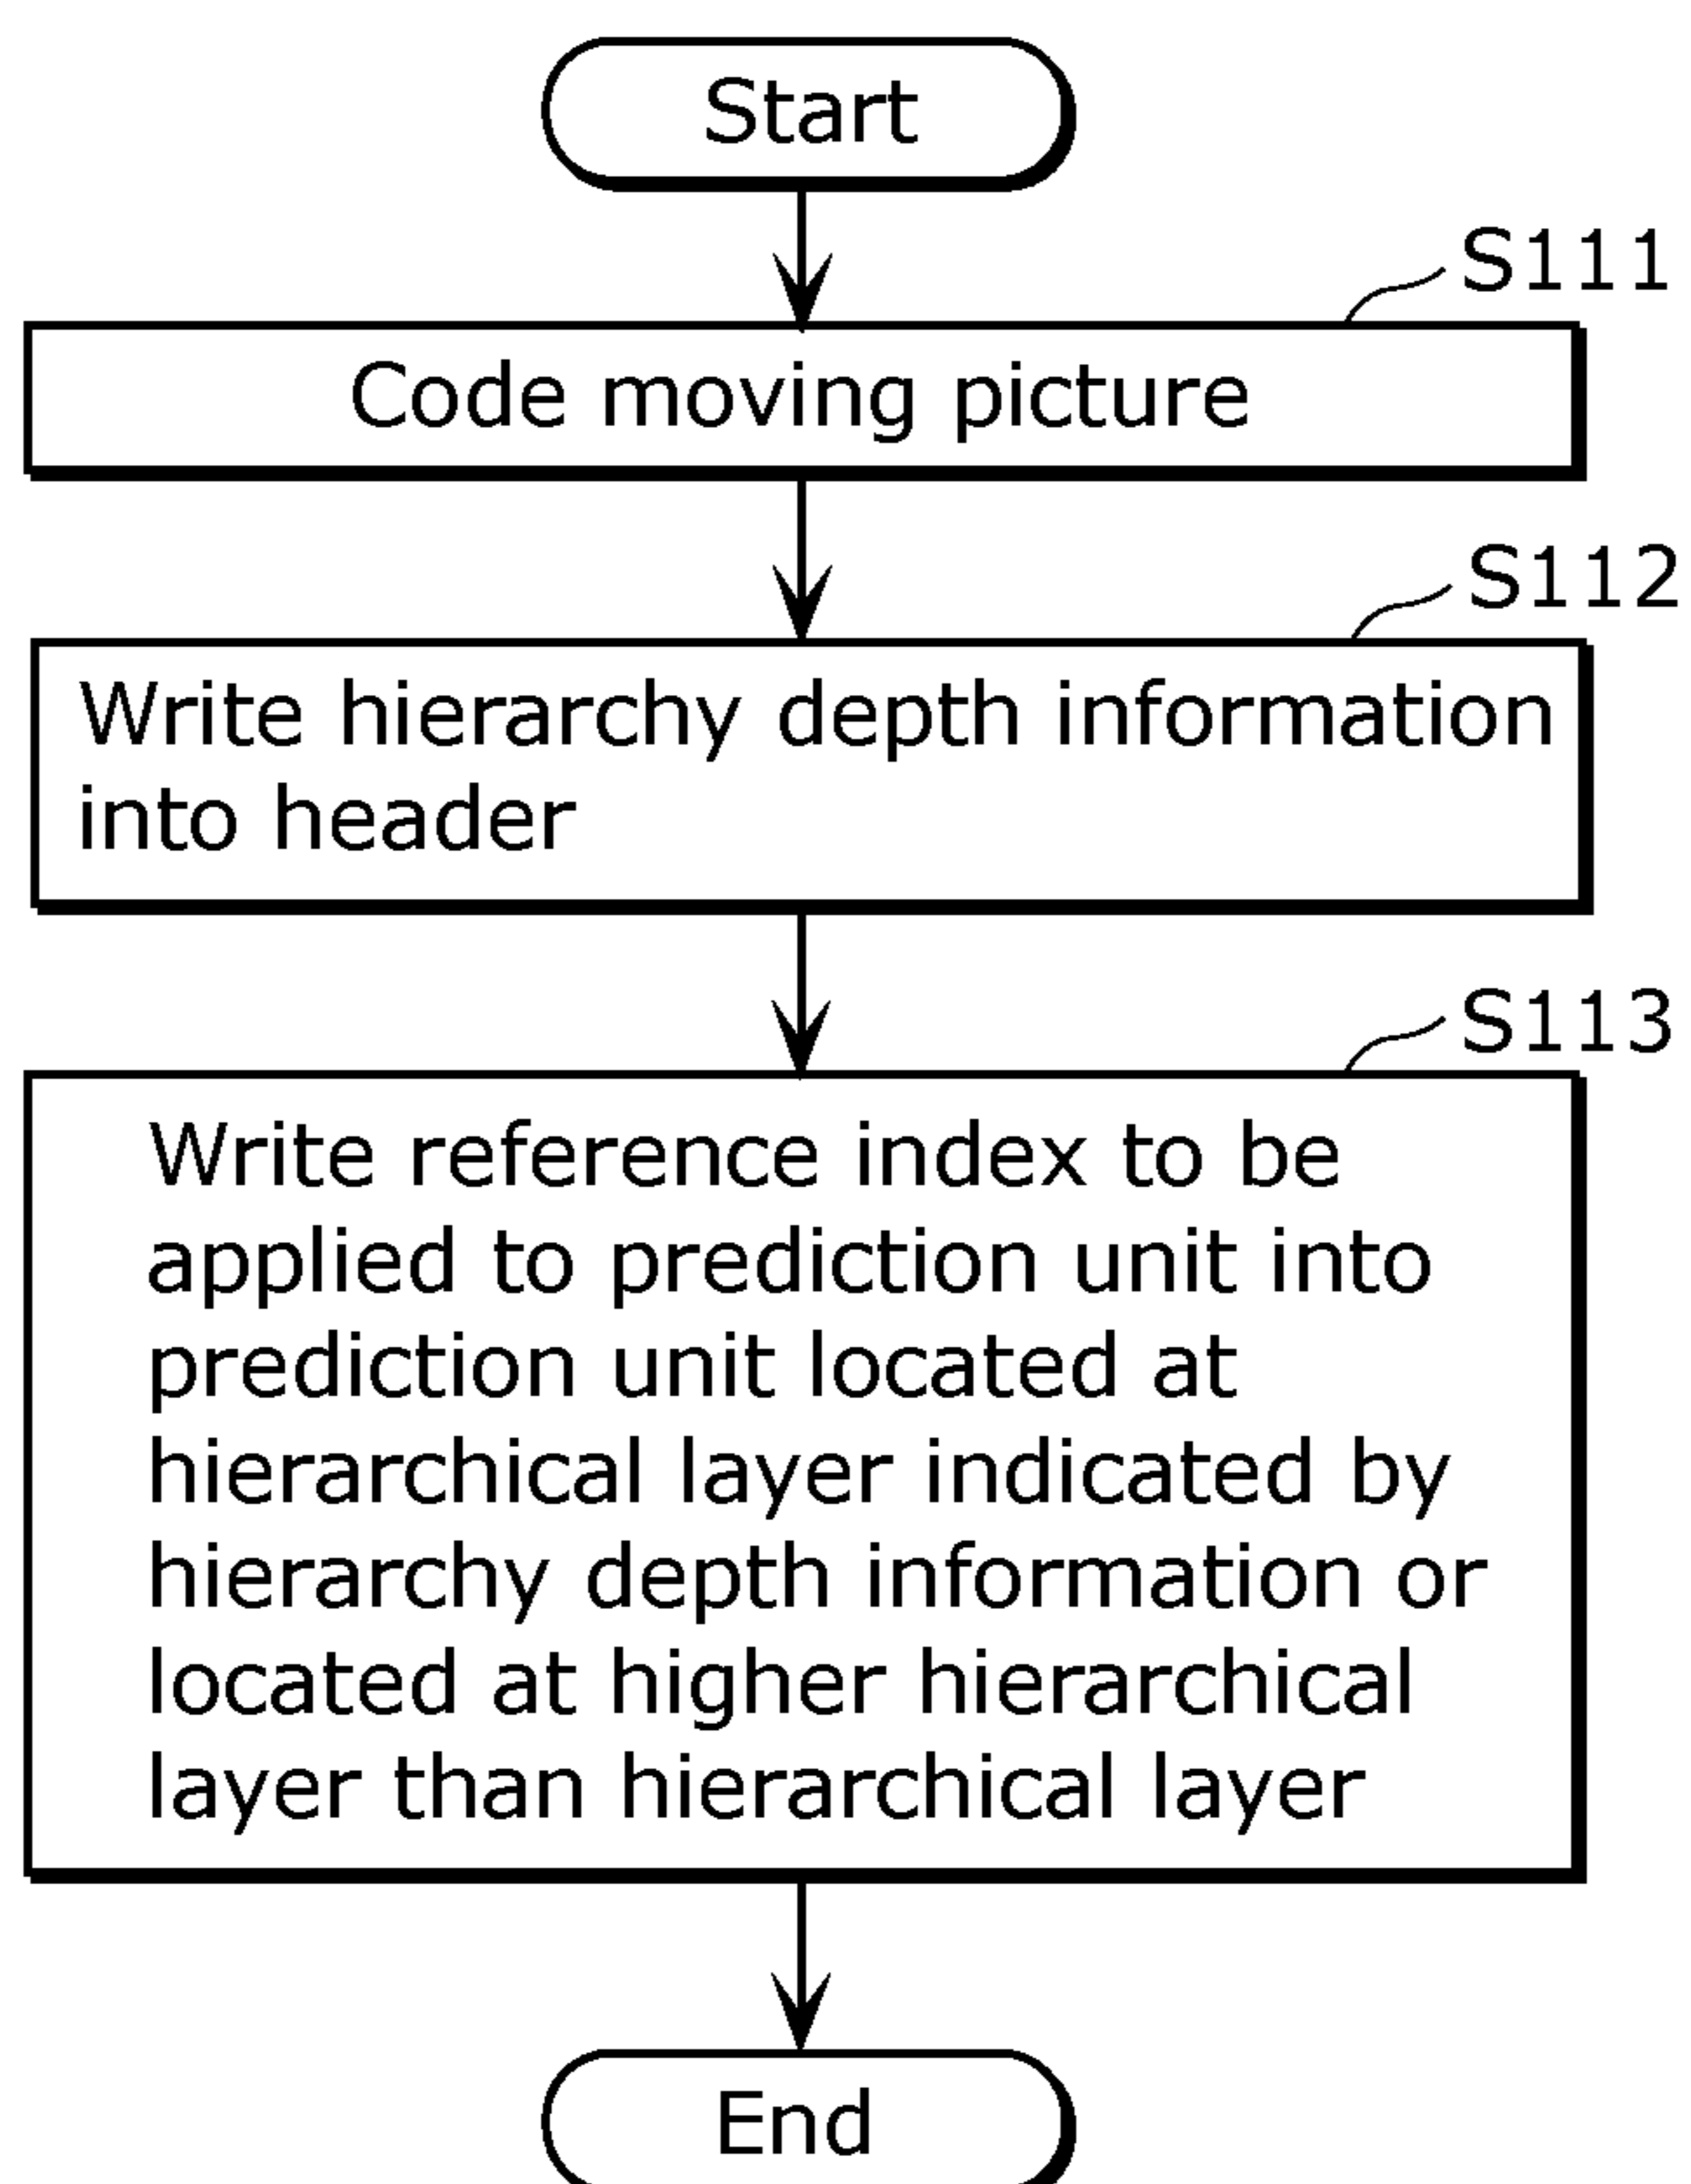 Start
S111
Code moving picture
S112
Write hierarchy depth information
into header
S113
Write reference index to be
applied to prediction unit into
prediction unit located at
hierarchical layer indicated by
hierarchy depth information or
located at higher hierarchical
layer than hierarchical layer
End